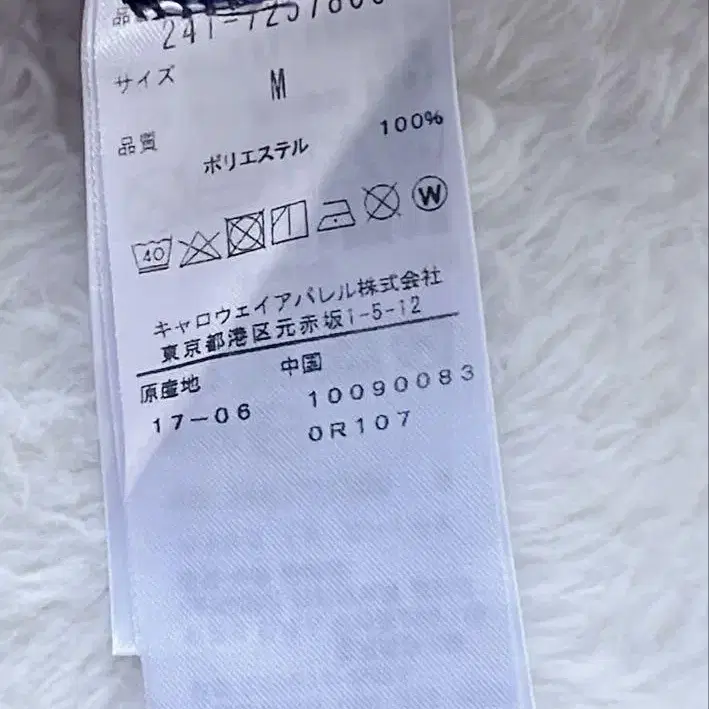 品
サイズ M
品質
ポリエステル 100%
40 W
キャロウェイアパレル株式会社
東京都港区元赤坂1-5-12
原産地 中国
17-06 10090083
0R107